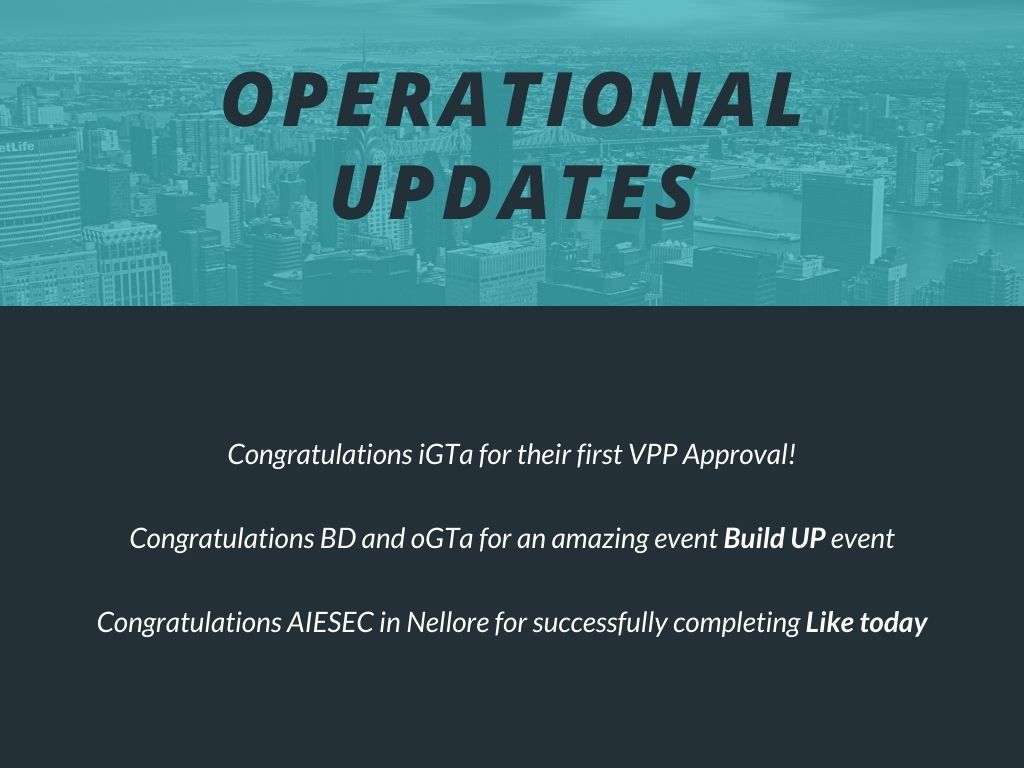 etLife
OPERATIONAL
UPDATES
Congratulations iGTa for their first VPP Approval!
Congratulations BD and oGTa for an amazing event Build UP event
Congratulations AIESEC in Nellore for successfully completing Like today